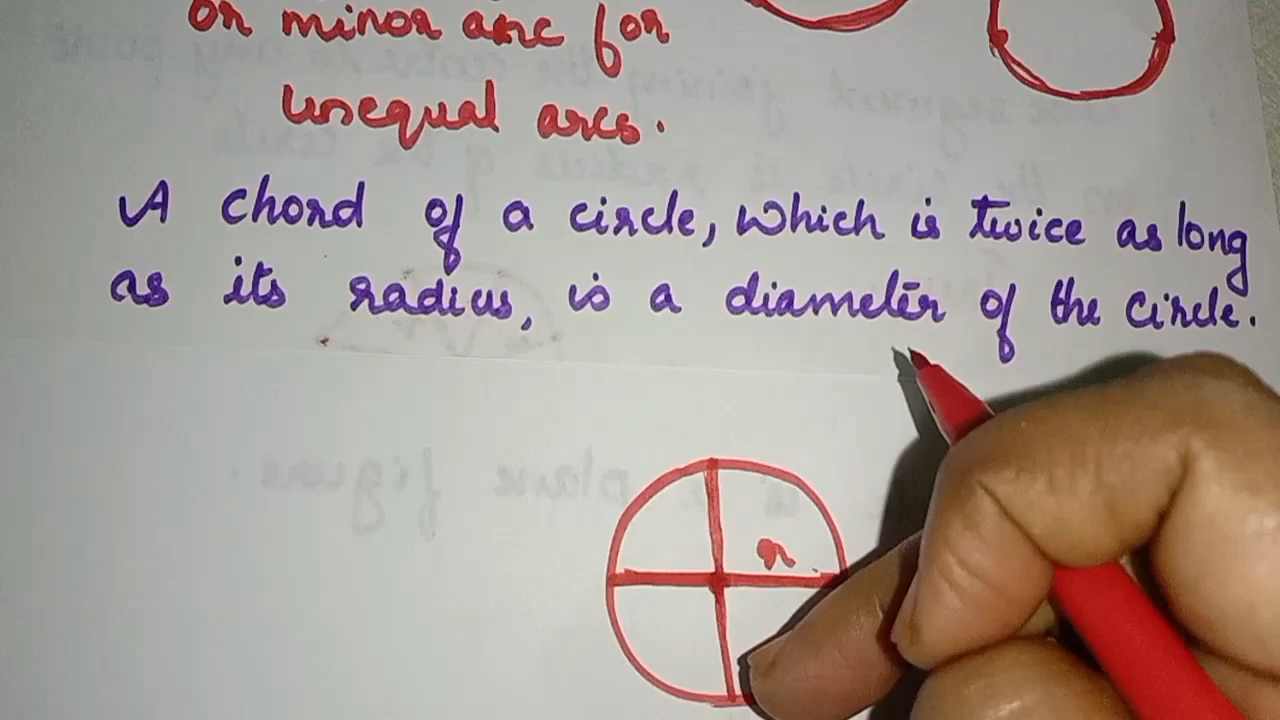 or minor arc for
unequal arcs.
A chord of a circle, which is twice as long
as its radius, is a diameter of the circle.
r